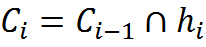 C_i = C_{i-1} ∩ h_i